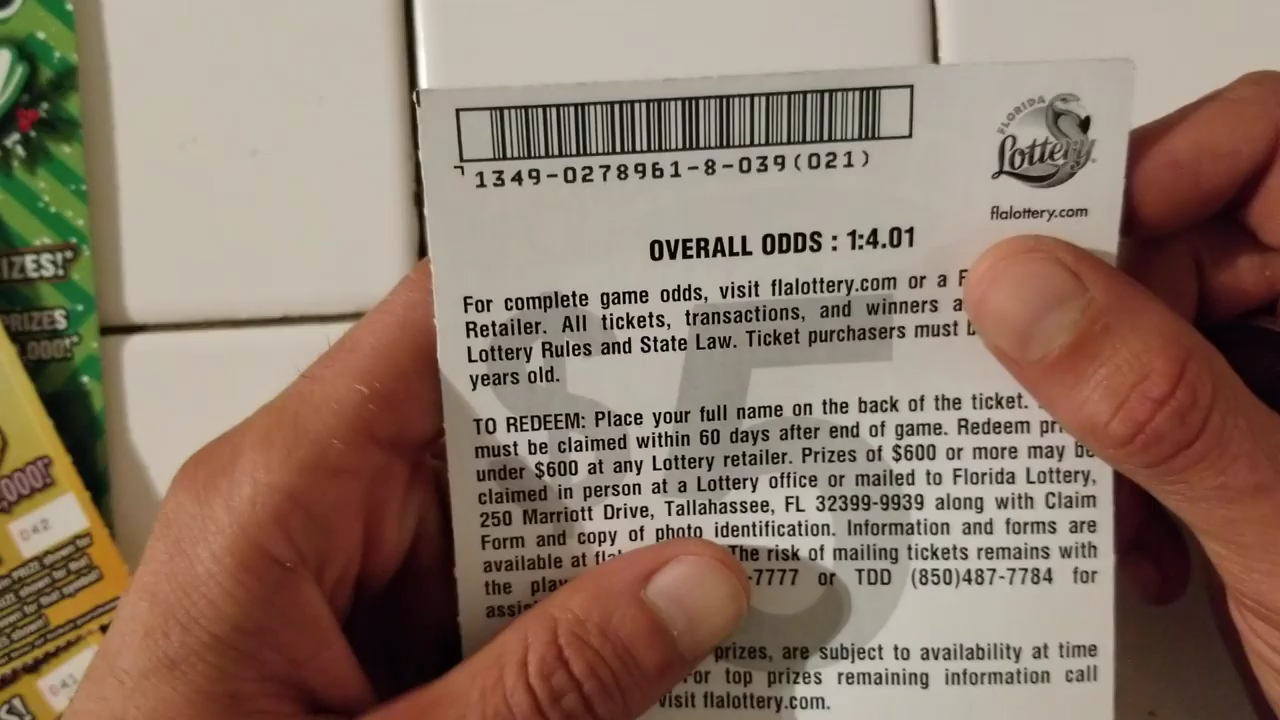 1349-0278961-8-039(021)
FLORIDA
Lottery
flalottery.com
OVERALL ODDS : 1:4.01
For complete game odds, visit flalottery.com or a
Retailer. All tickets, transactions, and winners
Lottery Rules and State Law. Ticket purchasers must
years old.
TO REDEEM: Place your full name on the back of the ticket.
must be claimed within 60 days after end of game. Redeem
under $600 at any Lottery retailer. Prizes of $600 or more may be
claimed in person at a Lottery office or mailed to Florida Lottery,
250 Marriott Drive, Tallahassee, FL 32399-9939 along with Claim
Form and copy of photo identification. Information and forms are
available at The risk of mailing tickets remains with
the -7777 or TDD (850)487-7784 for
prizes, are subject to availability at time
For top prizes remaining information call
visit flalottery.com.
$5
IZES!
PRIZES
,000!
,000!
042
041